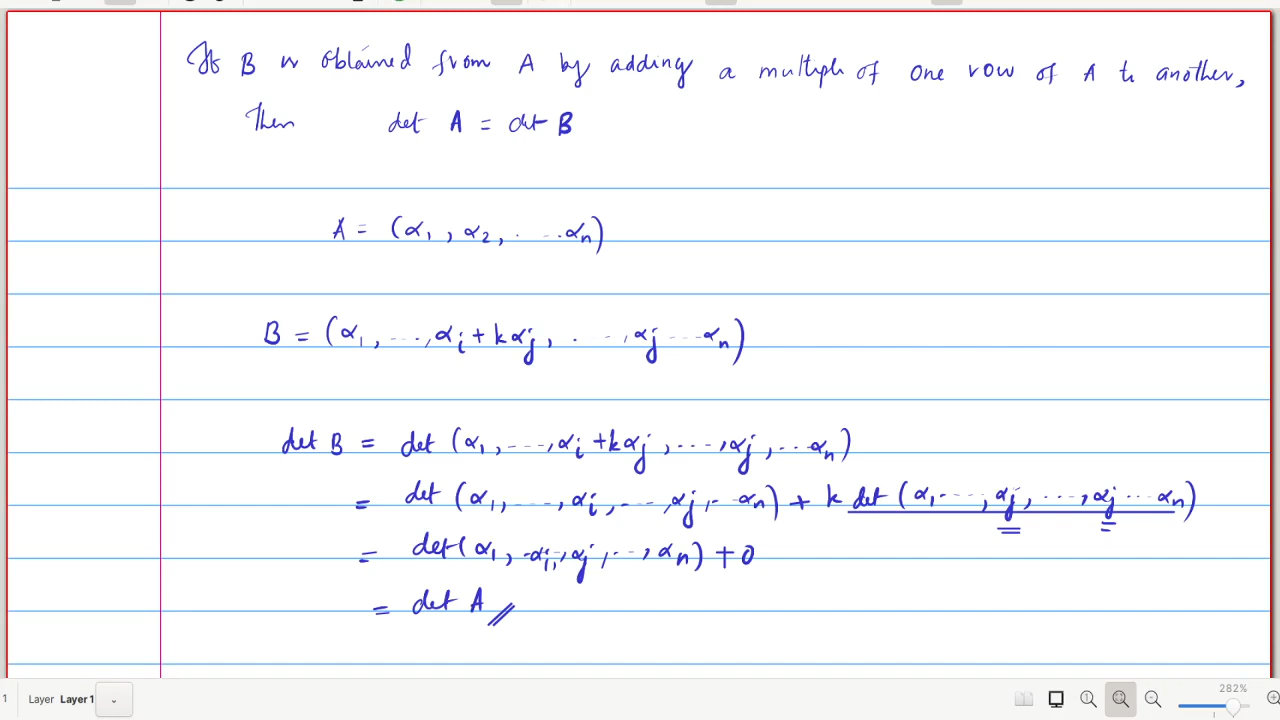 If B is obtained from A by adding a multiple of one row of A to another,
Then det A = det B
A = (α₁, α₂, ..... αₙ)
B = (α₁, ..., αᵢ + kαⱼ, ...., αⱼ .... αₙ)
det B = det (α₁, ...., αᵢ + kαⱼ, ...., αⱼ, ... αₙ)
= det (α₁, ...., αᵢ, ...., αⱼ, .. αₙ) + k det (α₁ ...., αⱼ, ...., αⱼ ... αₙ)
= det(α₁, ..αᵢ,, αⱼ, ..., αₙ) + 0
= det A //
1 Layer Layer 1
282%